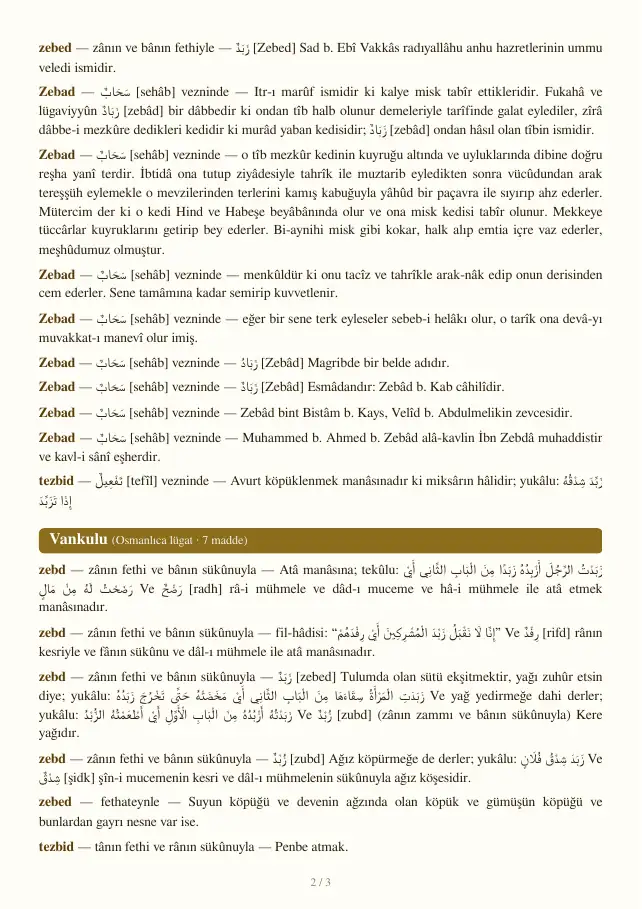 zebed — zânın ve bânın fethiyle — زَبَدٌ [Zebed] Sad b. Ebî Vakkâs radıyallâhu anhu hazretlerinin ummu
veledi ismidir.
Zebad — سَحَابٌ [sehâb] vezninde — Itr-ı marûf ismidir ki kalye misk tabîr ettikleridir. Fukahâ ve
lügaviyyûn زَبَادٌ [zebâd] bir dâbbedir ki ondan tîb halb olunur demeleriyle tarîfinde galat eylediler, zîrâ
dâbbe-i mezkûre dedikleri kedidir ki murâd yaban kedisidir; زَبَادٌ [zebâd] ondan hâsıl olan tîbin ismidir.
Zebad — سَحَابٌ [sehâb] vezninde — o tîb mezkûr kedinin kuyruğu altında ve uyluklarında dibine doğru
reşha yanî terdir. İbtidâ ona tutup ziyâdesiyle tahrîk ile muztarib eyledikten sonra vücûdundan arak
tereşşüh eylemekle o mevzilerinden terlerini kamış kabuğuyla yâhûd bir paçavra ile sıyırıp ahz ederler.
Mütercim der ki o kedi Hind ve Habeşe beyâbânında olur ve ona misk kedisi tabîr olunur. Mekkeye
tüccârlar kuyruklarını getirip bey ederler. Bi-aynihi misk gibi kokar, halk alıp emtia içre vaz ederler,
meşhûdumuz olmuştur.
Zebad — سَحَابٌ [sehâb] vezninde — menkûldür ki onu tacîz ve tahrîkle arak-nâk edip onun derisinden
cem ederler. Sene tamâmına kadar semirip kuvvetlenir.
Zebad — سَحَابٌ [sehâb] vezninde — eğer bir sene terk eyleseler sebeb-i helâkı olur, o tarîk ona devâ-yı
muvakkat-ı manevî olur imiş.
Zebad — سَحَابٌ [sehâb] vezninde — زَبَادُ [Zebâd] Magribde bir belde adıdır.
Zebad — سَحَابٌ [sehâb] vezninde — زَبَادٌ [Zebâd] Esmâdandır: Zebâd b. Kab câhilîdir.
Zebad — سَحَابٌ [sehâb] vezninde — Zebâd bint Bistâm b. Kays, Velîd b. Abdulmelikin zevcesidir.
Zebad — سَحَابٌ [sehâb] vezninde — Muhammed b. Ahmed b. Zebâd alâ-kavlin İbn Zebdâ muhaddistir
ve kavl-i sânî eşherdir.
tezbid — تَفْعِيلٌ [tefîl] vezninde — Avurt köpüklenmek manâsınadır ki miksârın hâlidir; yukâlu: زَبَّدَ شِدْقُهُ
إِذَا تَزَبَّدَ
Vankulu (Osmanlıca lügat · 7 madde)
zebd — zânın fethi ve bânın sükûnuyla — Atâ manâsına; tekûlu: زَبَدْتُ الرَّجُلَ أَزْبِدُهُ زَبْدًا مِنَ الْبَابِ الثَّانِي أَيْ
رَضَخْتُ لَهُ مِنْ مَالٍ Ve رَضْخٌ [radh] râ-i mühmele ve dâd-ı muceme ve hâ-i mühmele ile atâ etmek
manâsınadır.
zebd — zânın fethi ve bânın sükûnuyla — fil-hâdisi: “إِنَّا لَا نَقْبَلُ زَبْدَ الْمُشْرِكِينَ أَيْ رِفْدَهُمْ” Ve رِفْدٌ [rifd] rânın
kesriyle ve fânın sükûnu ve dâl-ı mühmele ile atâ manâsınadır.
zebd — zânın fethi ve bânın sükûnuyla — زَبَدٌ [zebed] Tulumda olan sütü ekşitmektir, yağı zuhûr etsin
diye; yukâlu: زَبَدَتِ الْمَرْأَةُ سِقَاءَهَا مِنَ الْبَابِ الثَّانِي أَيْ مَخَضَتْهُ حَتَّى تَخْرُجَ زُبْدُهُ Ve yağ yedirmeğe dahi derler;
yukâlu: زَبَدْتُهُ أَزْبُدُهُ مِنَ الْبَابِ الْأَوَّلِ أَيْ أَطْعَمْتُهُ الزُّبْدَ Ve زُبْدٌ [zubd] (zânın zammı ve bânın sükûnuyla) Kere
yağıdır.
zebd — zânın fethi ve bânın sükûnuyla — زُبْدٌ [zubd] Ağız köpürmeğe de derler; yukâlu: زَبَدَ شِدْقُ فُلَانٍ Ve
شِدْقٌ [şidk] şîn-i mucemenin kesri ve dâl-ı mühmelenin sükûnuyla ağız köşesidir.
zebed — fethateynle — Suyun köpüğü ve devenin ağzında olan köpük ve gümüşün köpüğü ve
bunlardan gayrı nesne var ise.
tezbid — tânın fethi ve rânın sükûnuyla — Penbe atmak.
2 / 3